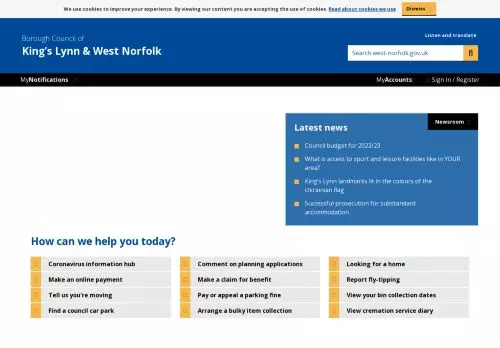 We use cookies to improve your experience. By viewing our content you are accepting the use of cookies. Read about cookies we use Dismiss
Listen and translate
Borough Council of
King's Lynn & West Norfolk
Search west-norfolk.gov.uk
MyNotifications MyAccounts: Sign In / Register
Newsroom
Latest news
Council budget for 2022/23
What is access to sport and leisure facilities like in YOUR
area?
King's Lynn landmarks lit in the colours of the
Ukrainian flag
Successful prosecution for substandard
accommodation
How can we help you today?
Coronavirus information hub Comment on planning applications Looking for a home
Make an online payment Make a claim for benefit Report fly-tipping
Tell us you're moving Pay or appeal a parking fine View your bin collection dates
Find a council car park Arrange a bulky item collection View cremation service diary